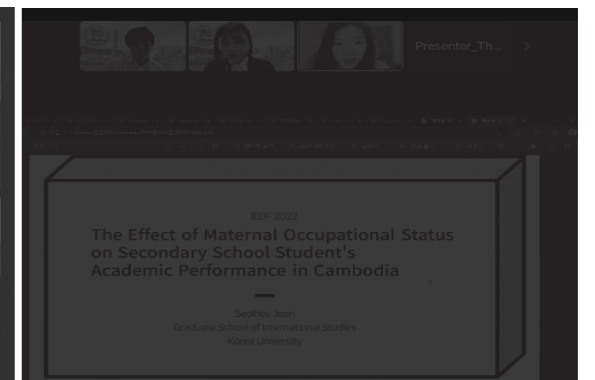 Presenter_Th...
IEDF 2022
The Effect of Maternal Occupational Status
on Secondary School Student's
Academic Performance in Cambodia
Seolhee Jeon
Graduate School of International Studies
Korea University